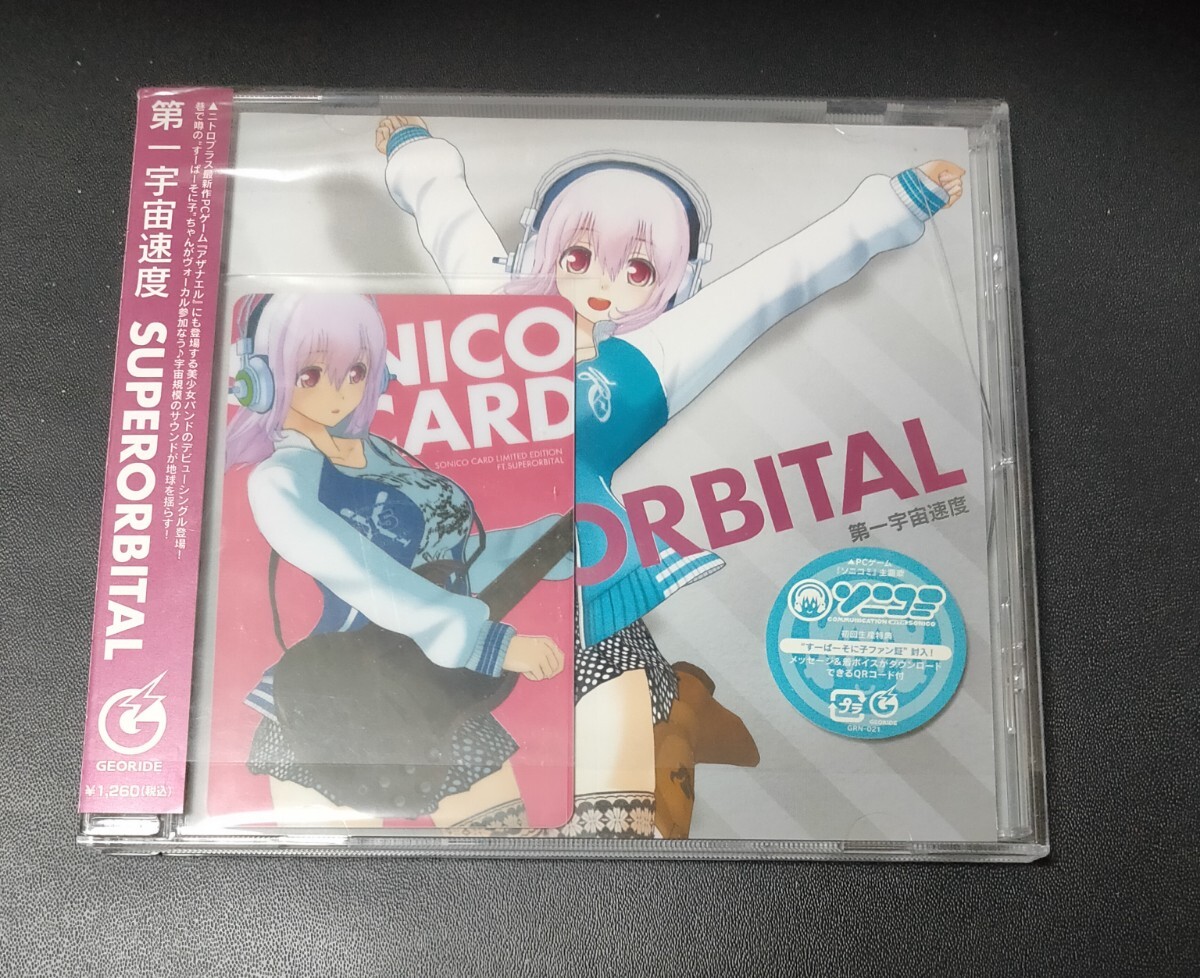 第一宇宙速度 SUPERORBITAL
▲ニトロプラス最新作PCゲーム『アザナエル』にも登場する美少女バンドのデビューシングル登場！
巷で噂の“すーぱーそに子”ちゃんがヴォーカル参加なう♪宇宙規模のサウンドが地球を揺らす！
GEORIDE
¥1,260(税込)
NICO
CARD
SONICO CARD LIMITED EDITION
FT.SUPERORBITAL
ORBITAL
第一宇宙速度
▲PCゲーム
『ソニコミ』主題歌
ソニコミ
COMMUNICATION WITH SONICO
初回生産特典
“すーぱーそに子ファン証”封入！
メッセージ&着ボイスがダウンロード
できるQRコード付
プラ
GEORIDE
GRN-021